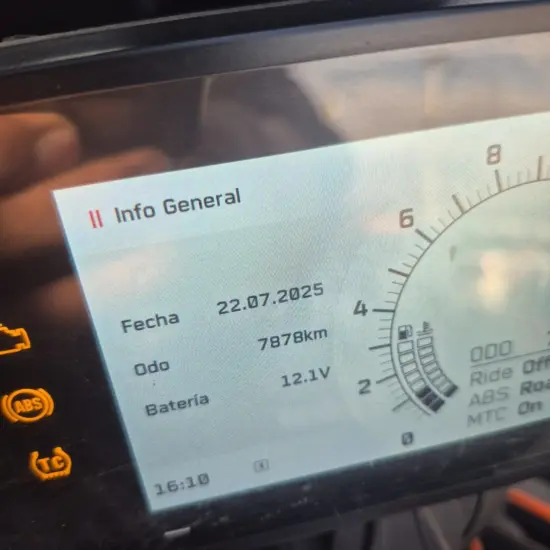 Info General
Fecha 22.07.2025
Odo 7878km
Batería 12.1V
16:10
8
6
4
2
0
ODO
Ride Off
ABS Roa
MTC On
ABS
TC